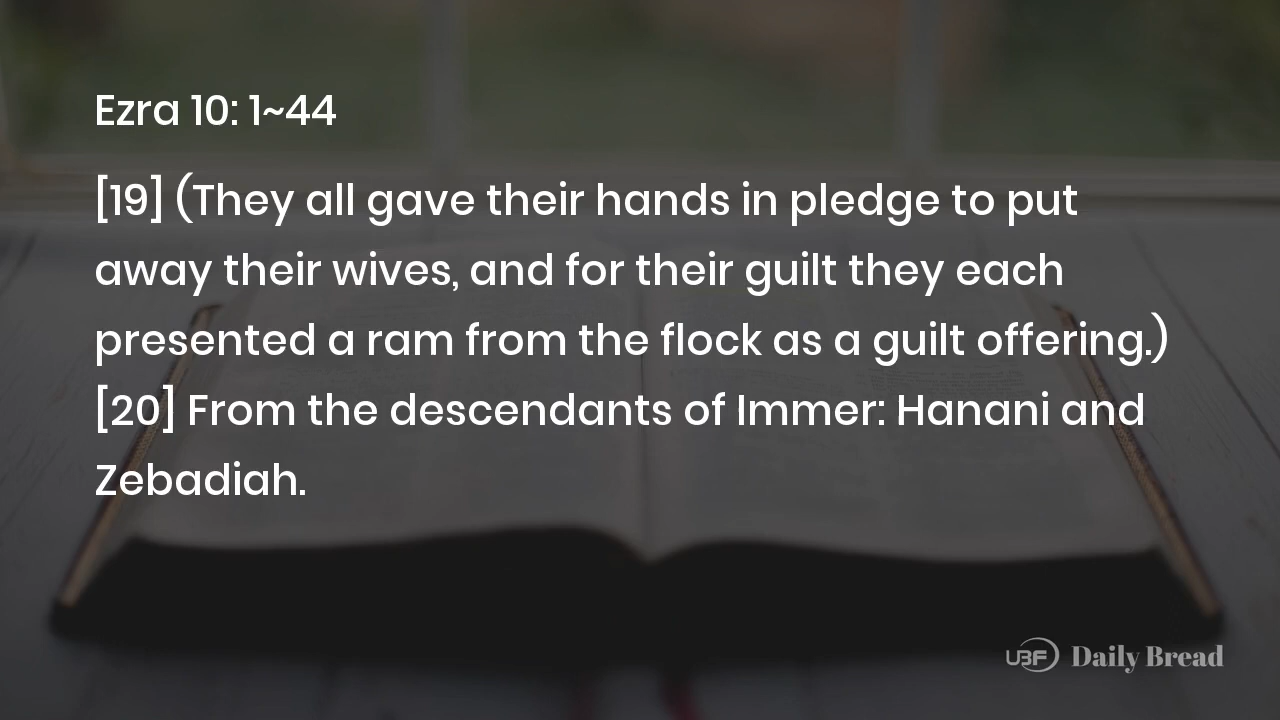 Ezra 10: 1~44
[19] (They all gave their hands in pledge to put
away their wives, and for their guilt they each
presented a ram from the flock as a guilt offering.)
[20] From the descendants of Immer: Hanani and
Zebadiah.
UBF Daily Bread